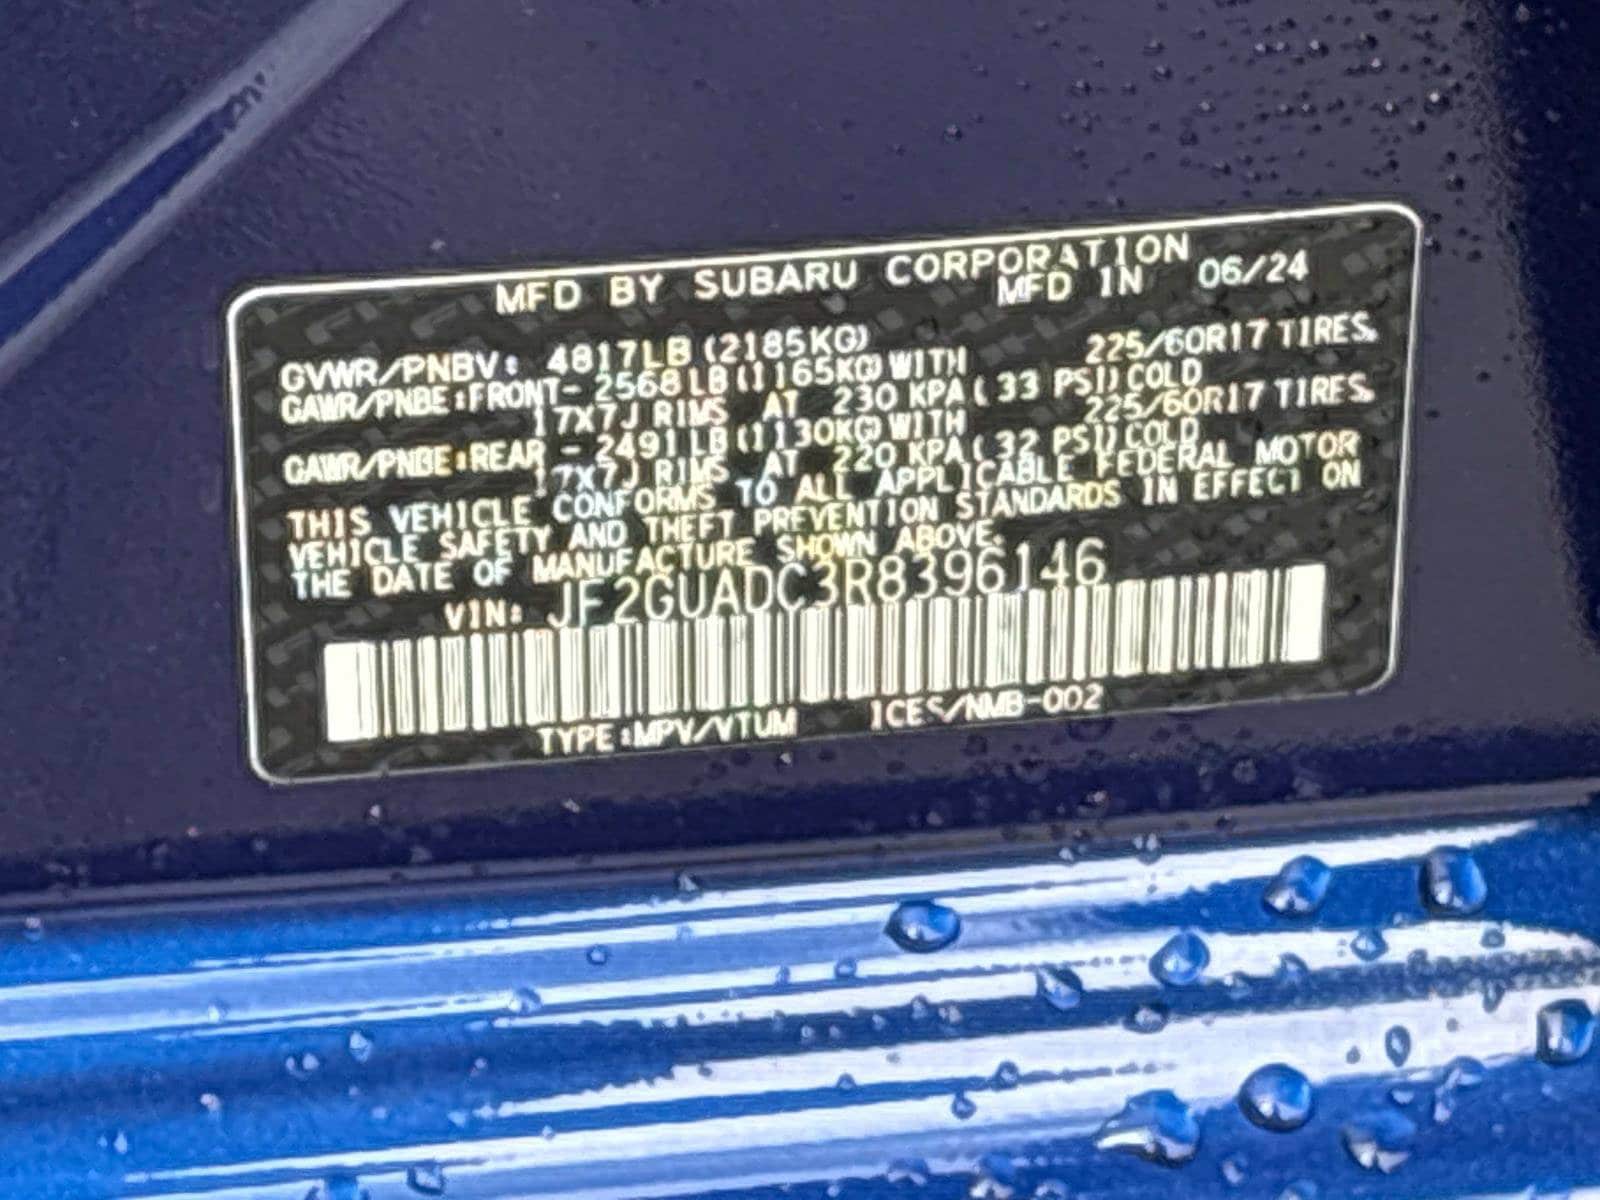 MFD BY SUBARU CORPORATION
MFD IN 06/24
GVWR/PNBV: 4817LB (2185KG)
GAWR/PNBE:FRONT- 2568LB(1165KG)WITH 225/60R17 TIRES.
17X7J RIMS AT 230 KPA( 33 PSI)COLD
GAWR/PNBE:REAR - 2491LB(1130KG)WITH 225/60R17 TIRES.
17X7J RIMS AT 220 KPA( 32 PSI)COLD
THIS VEHICLE CONFORMS TO ALL APPLICABLE FEDERAL MOTOR
VEHICLE SAFETY AND THEFT PREVENTION STANDARDS IN EFFECT ON
THE DATE OF MANUFACTURE SHOWN ABOVE.
VIN: JF2GUADC3R8396146
TYPE:MPV/VTUM ICES/NMB-002